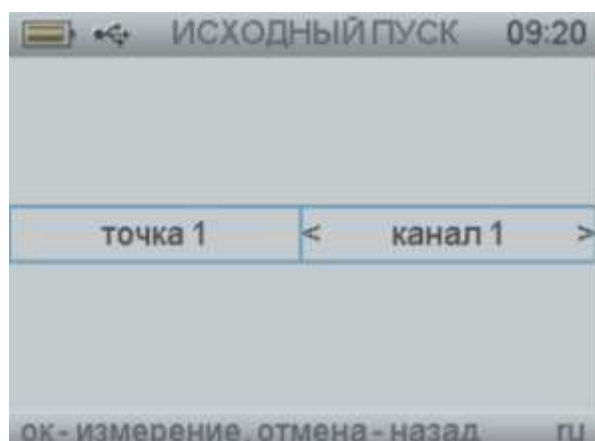 ИСХОДНЫЙ ПУСК 09:20
точка 1 < канал 1 >
ок - измерение, отмена - назад ru